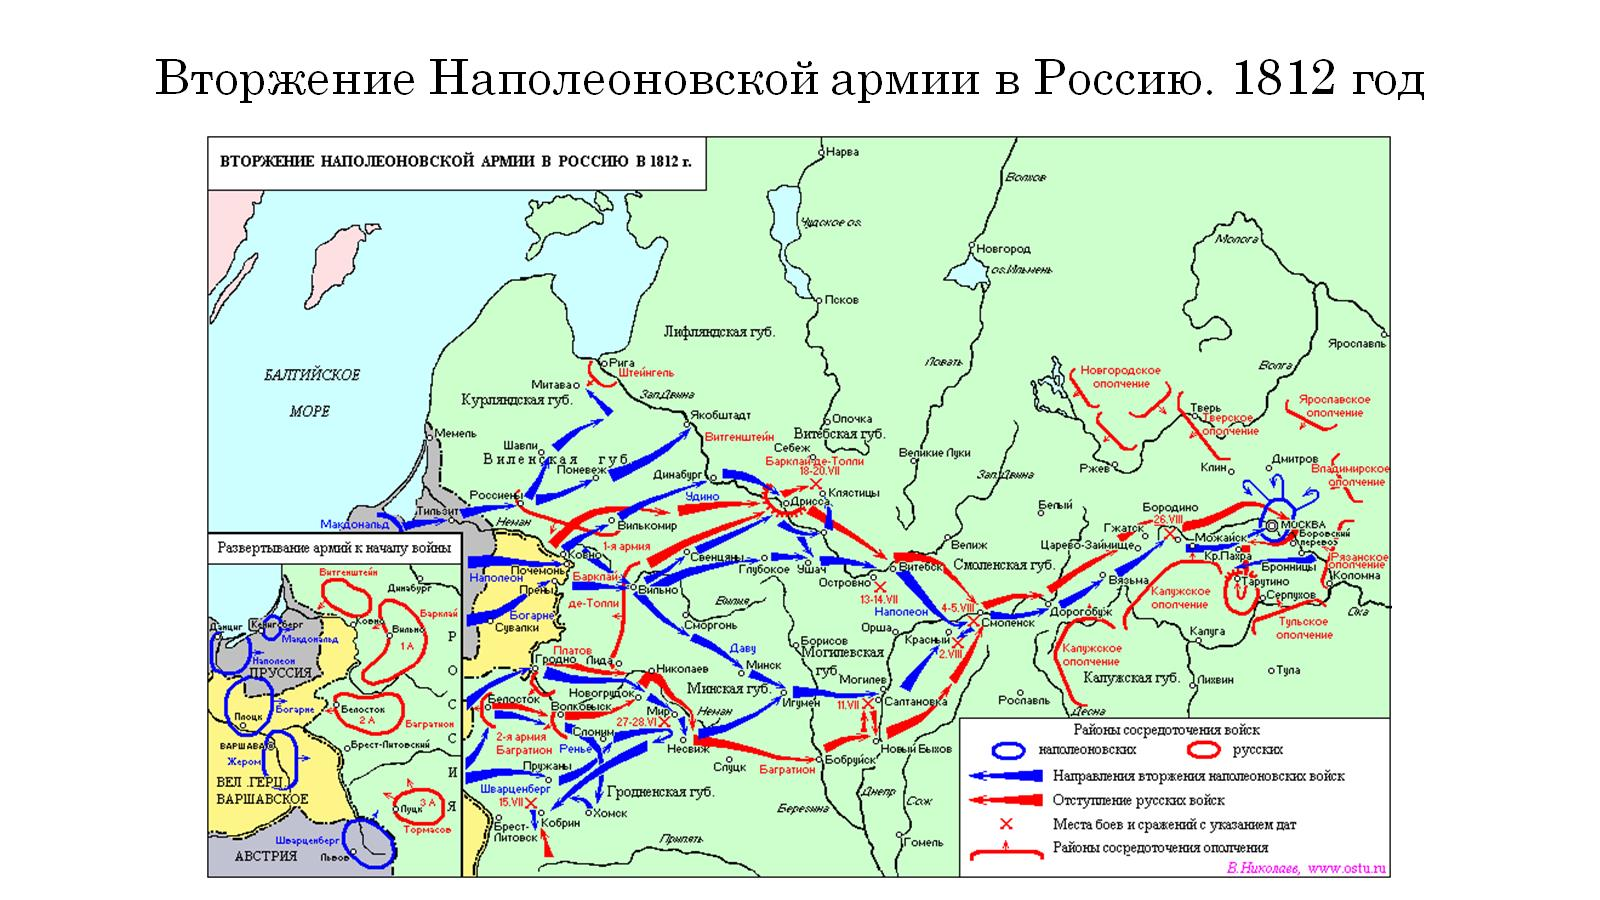 Вторжение Наполеоновской армии в Россию. 1812 год
ВТОРЖЕНИЕ НАПОЛЕОНОВСКОЙ АРМИИ В РОССИЮ В 1812 г.
Нарва
Волхов
Чудское оз.
Молога
Новгород
оз.Ильмень
Псков
Лифляндская губ.
Ярославль
БАЛТИЙСКОЕ
МОРЕ
Рига
Штейнгель
Ловать
Волга
Новгородское
ополчение
Митава
Курляндская губ.
Зап.Двина
Ярославское
ополчение
Тверь
Тверское
ополчение
Якобштадт
Опочка
Мемель
Витгенштейн
Витебская губ.
Шавли
Виленская губ.
Себеж
Великие Луки
Поневеж
Барклай-де-Толли
18-20.VII
Динабург
Зап.Двина
Ржев
Клин
Дмитров
Владимирское
ополчение
Россиены
Удино
Дрисса
Клястицы
Тильзит
Неман
Макдональд
Вилькомир
Белый
Бородино
26.VIII
Гжатск
МОСКВА
Можайск
Боровский
перевоз
1-я армия
Ковно
Свенцяны
Велиж
Царево-Займище
Кр.Пахра
Рязанское
ополчение
Почемонь
Наполеон
Барклай
де-Толли
Прены
Вильно
Глубокое
Ушач
Витебск
Островно
13-14.VII
Смоленская губ.
Вязьма
Бронницы
Коломна
Тарутино
Серпухов
Ока
Калужское
ополчение
Тульское
ополчение
Богарне
Сувалки
Вилия
Сморгонь
Наполеон
4-5.VIII
Смоленск
Дорогобуж
Орша
Красный
2.VIII
Калуга
Борисов
Могилевская
губ.
Платов
Даву
Гродно
Лида
Николаев
Минск
Калужское
ополчение
Калужская губ.
Тула
Лихвин
Минская губ.
Могилев
Рославль
Десна
Белосток
Новогрудок
Волковыск
Мир
27-28.VI
Неман
Игумен
11.VII
Салтановка
2-я армия
Багратион
Слоним
Ренье
Несвиж
Новый Быхов
Бобруйск
Слуцк
Багратион
Пружаны
Шварценберг
15.VII
Гродненская губ.
Хомск
Кобрин
Брест-
Литовск
Березина
Днепр
Сож
Припять
Гомель
Развертывание армий к началу войны
Витгенштейн
Динабург
Барклай
Ковно
Вильно
1 А
Данциг
Кенигсберг
Макдональд
Наполеон
ПРУССИЯ
Богарне
Плоцк
Белосток
2 А
Багратион
ВАРШАВА
Брест-Литовский
Жером
ВЕЛ.ГЕРЦ.
ВАРШАВСКОЕ
Луцк
3 А
Тормасов
Шварценберг
Львов
АВСТРИЯ
Р
О
С
С
И
Я
Районы сосредоточения войск
наполеоновских
русских
Направления вторжения наполеоновских войск
Отступление русских войск
Места боев и сражений с указанием дат
Районы сосредоточения ополчения
В.Николаев, www.ostu.ru